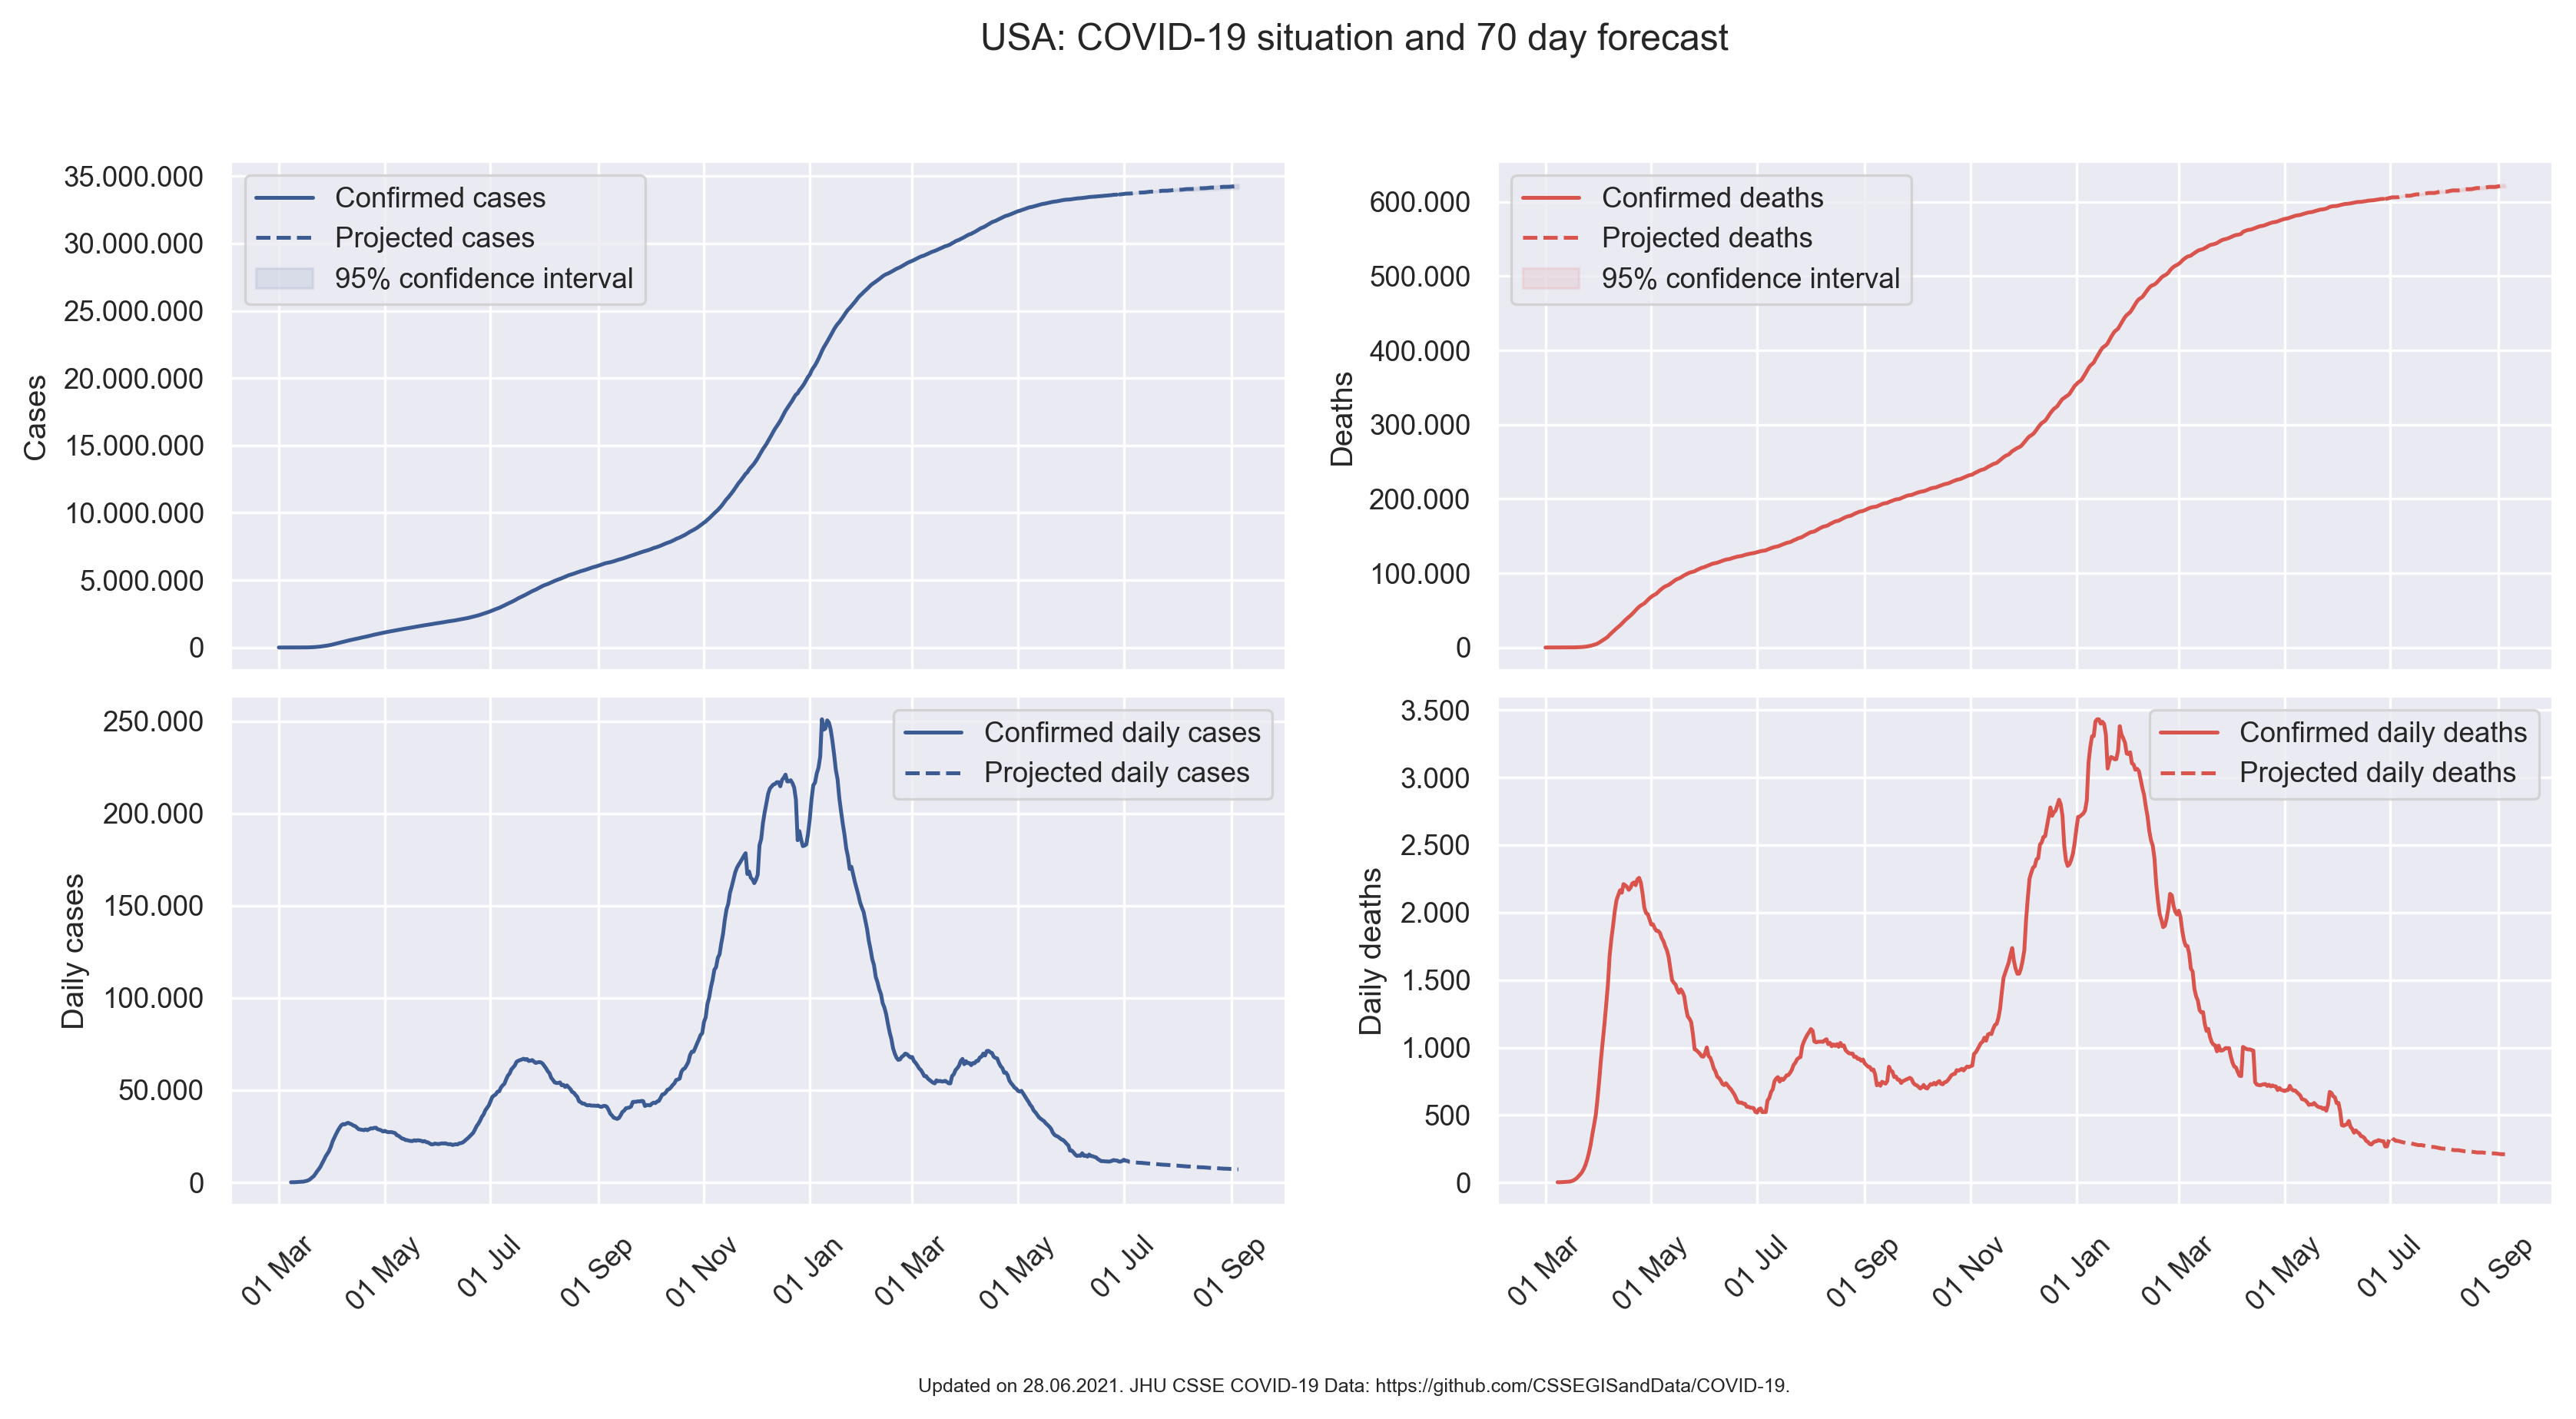 USA: COVID-19 situation and 70 day forecast
35.000.000
30.000.000
25.000.000
20.000.000
15.000.000
10.000.000
5.000.000
0
Cases
Confirmed cases
Projected cases
95% confidence interval
600.000
500.000
400.000
300.000
200.000
100.000
0
Deaths
Confirmed deaths
Projected deaths
95% confidence interval
250.000
200.000
150.000
100.000
50.000
0
Daily cases
Confirmed daily cases
Projected daily cases
01 Mar
01 May
01 Jul
01 Sep
01 Nov
01 Jan
01 Mar
01 May
01 Jul
01 Sep
3.500
3.000
2.500
2.000
1.500
1.000
500
0
Daily deaths
Confirmed daily deaths
Projected daily deaths
01 Mar
01 May
01 Jul
01 Sep
01 Nov
01 Jan
01 Mar
01 May
01 Jul
01 Sep
Updated on 28.06.2021. JHU CSSE COVID-19 Data: https://github.com/CSSEGISandData/COVID-19.